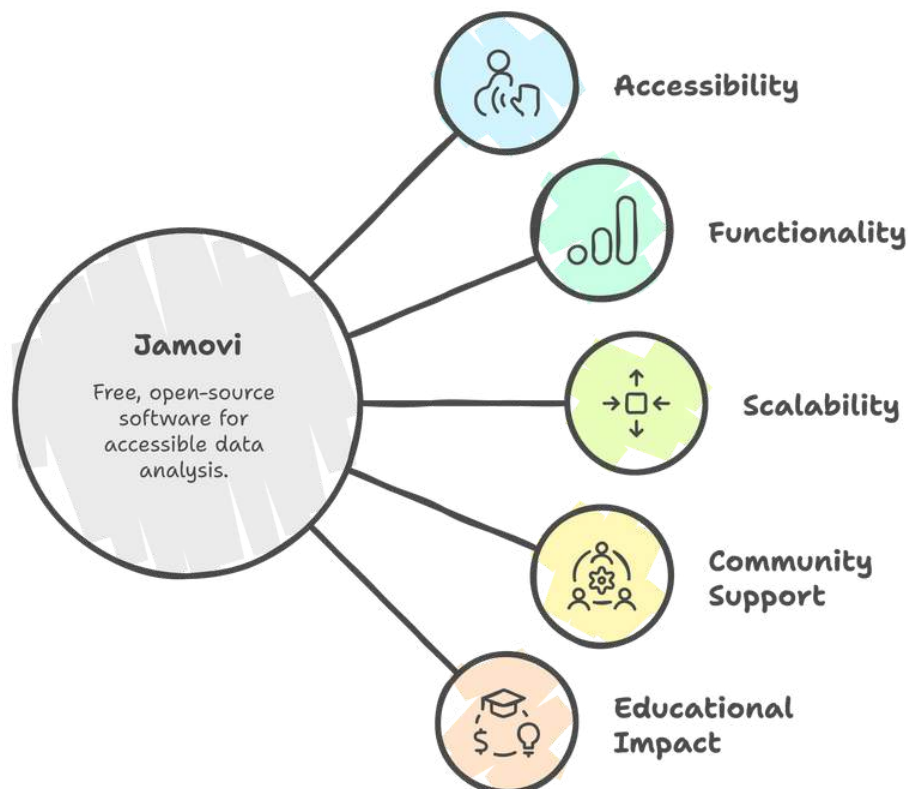 Jamovi
Free, open-source
software for
accessible data
analysis.
Accessibility
Functionality
Scalability
Community
Support
Educational
Impact